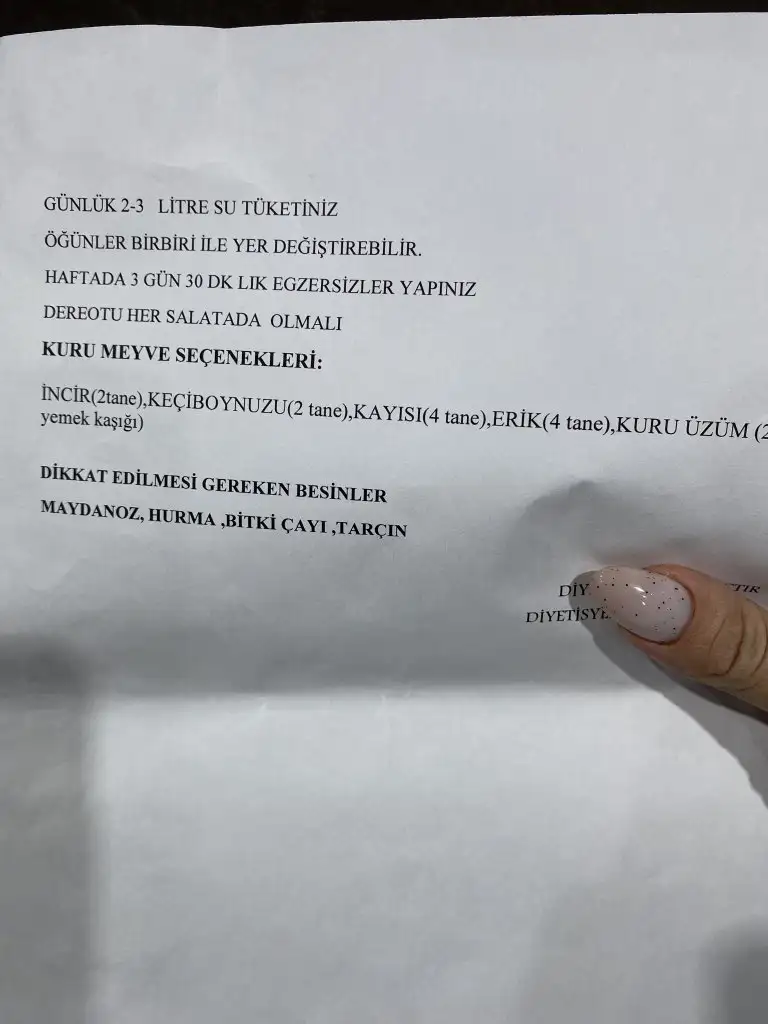 GÜNLÜK 2-3 LİTRE SU TÜKETİNİZ
ÖĞÜNLER BİRBİRİ İLE YER DEĞİŞTİREBİLİR.
HAFTADA 3 GÜN 30 DK LIK EGZERSİZLER YAPINIZ
DEREOTU HER SALATADA OLMALI
KURU MEYVE SEÇENEKLERİ:
İNCİR(2tane),KEÇİBOYNUZU(2 tane),KAYISI(4 tane),ERİK(4 tane),KURU ÜZÜM (2
yemek kaşığı)
DİKKAT EDİLMESİ GEREKEN BESİNLER
MAYDANOZ, HURMA ,BİTKİ ÇAYI ,TARÇIN